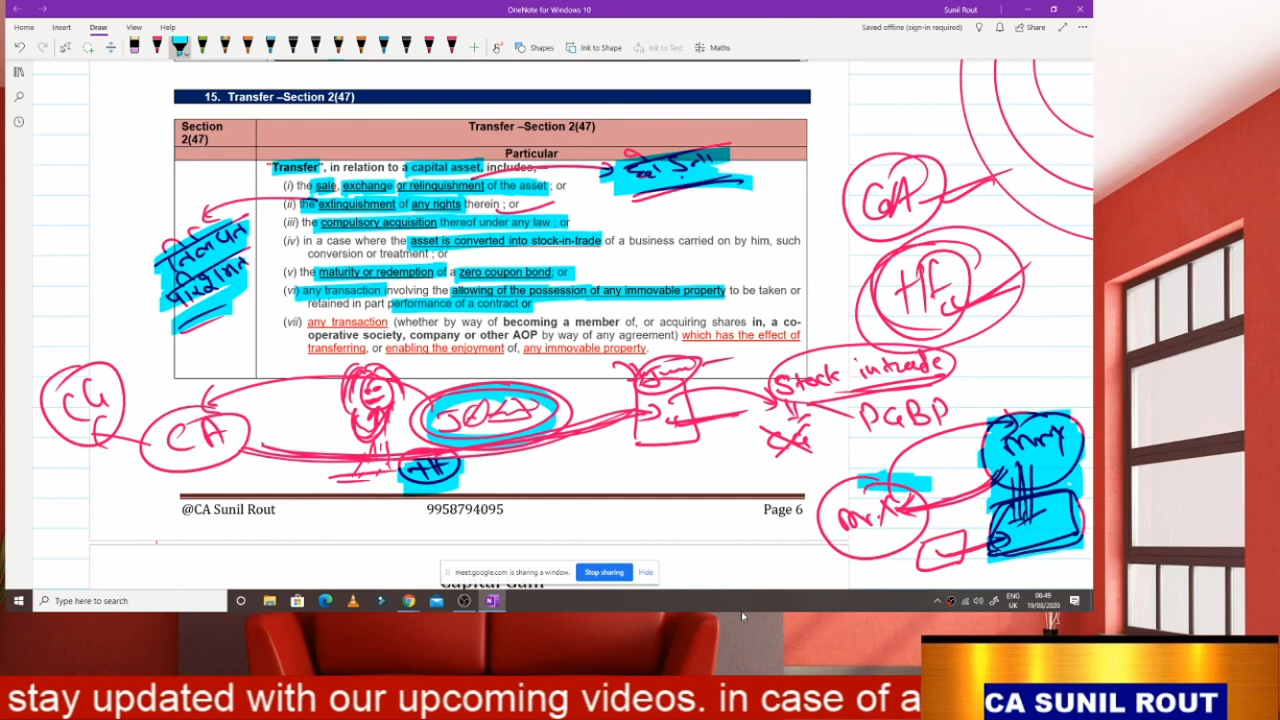 OneNote for Windows 10
Sunil Rout
Home Insert Draw View Help
Saved offline (sign-in required)
Share
Shapes
Ink to Shape
Ink to Text
Maths
15. Transfer –Section 2(47)
Section 2(47)
Transfer –Section 2(47)
Particular
"Transfer", in relation to a capital asset, includes,—
(i) the sale, exchange or relinquishment of the asset ; or
(ii) the extinguishment of any rights therein ; or
(iii) the compulsory acquisition thereof under any law ; or
(iv) in a case where the asset is converted into stock-in-trade of a business carried on by him, such
conversion or treatment ; or
(v) the maturity or redemption of a zero coupon bond; or
(vi) any transaction involving the allowing of the possession of any immovable property to be taken or
retained in part performance of a contract or
(vii) any transaction (whether by way of becoming a member of, or acquiring shares in, a co-
operative society, company or other AOP by way of agreement) which has the effect of
transferring, or enabling the enjoyment of, any immovable property.
CG
CA
Stock intrade
PGBP
Mr.X
@CA Sunil Rout 9958794095 Page 6
meet.google.com is sharing a window. Stop sharing Hide
Capital Gain
Type here to search
ENG
UK
06:49
19/08/2020
stay updated with our upcoming videos. in case of a
CA SUNIL ROUT